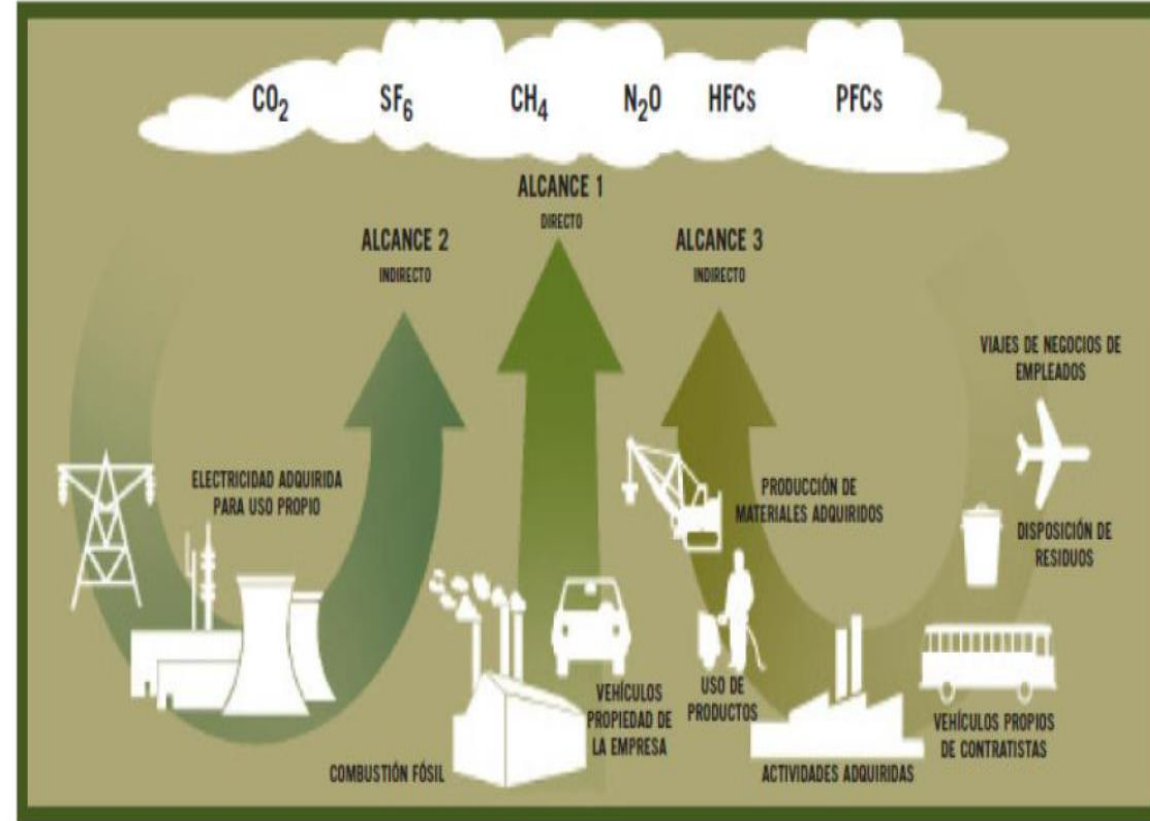 CO₂ SF₆ CH₄ N₂O HFCs PFCs
ALCANCE 1
DIRECTO
ALCANCE 2
INDIRECTO
ALCANCE 3
INDIRECTO
VIAJES DE NEGOCIOS DE
EMPLEADOS
ELECTRICIDAD ADQUIRIDA
PARA USO PROPIO
PRODUCCIÓN DE
MATERIALES ADQUIRIDOS
DISPOSICIÓN DE
RESIDUOS
VEHÍCULOS
PROPIEDAD DE
LA EMPRESA
USO DE
PRODUCTOS
VEHÍCULOS PROPIOS
DE CONTRATISTAS
COMBUSTIÓN FÓSIL
ACTIVIDADES ADQUIRIDAS